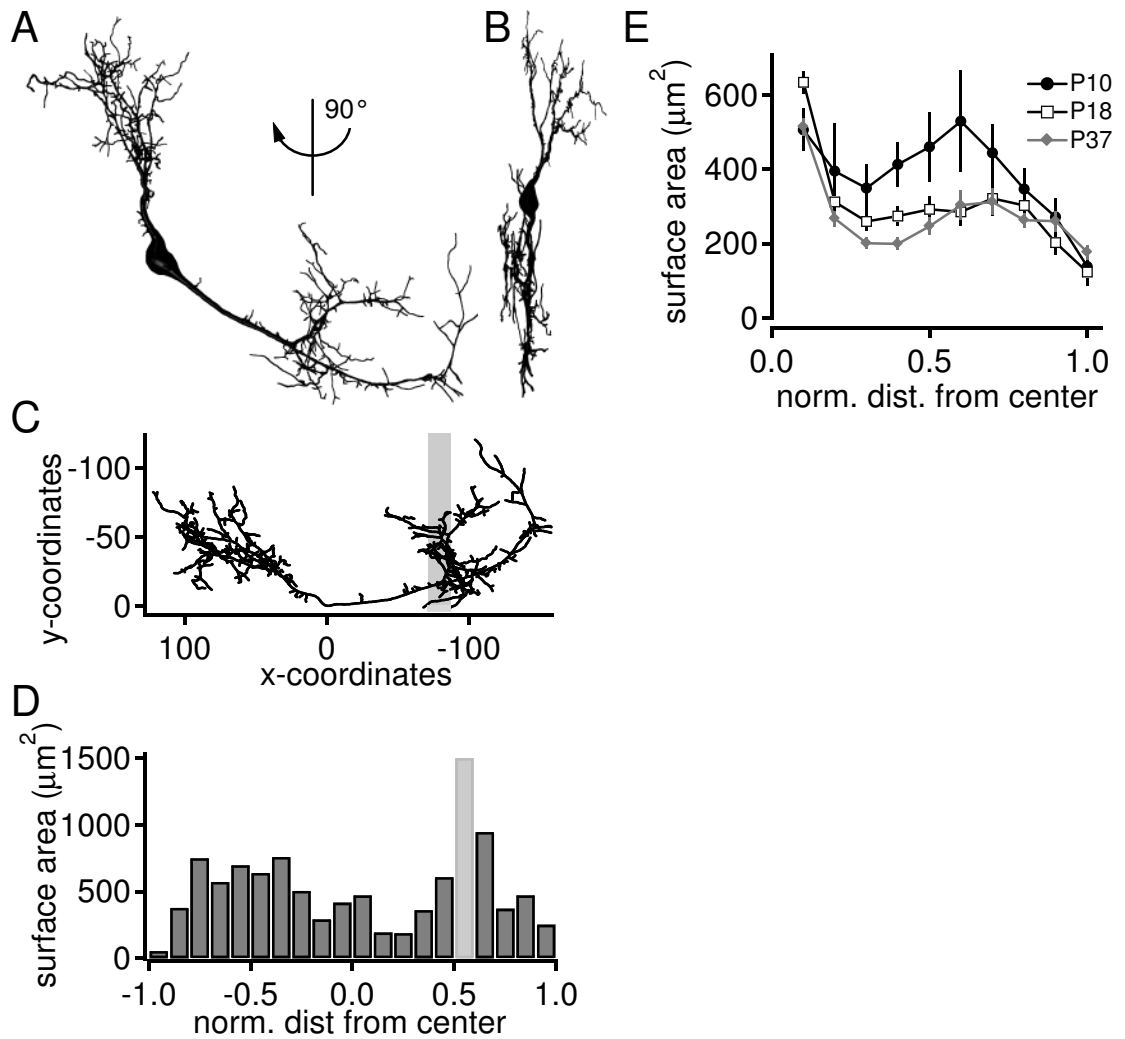 A
B
E
90°
surface area (μm²)
600
400
200
0
0.0
0.5
1.0
norm. dist. from center
P10
P18
P37
C
y-coordinates
-100
-50
0
100
0
-100
x-coordinates
D
surface area (μm²)
1500
1000
500
0
-1.0
-0.5
0.0
0.5
1.0
norm. dist from center